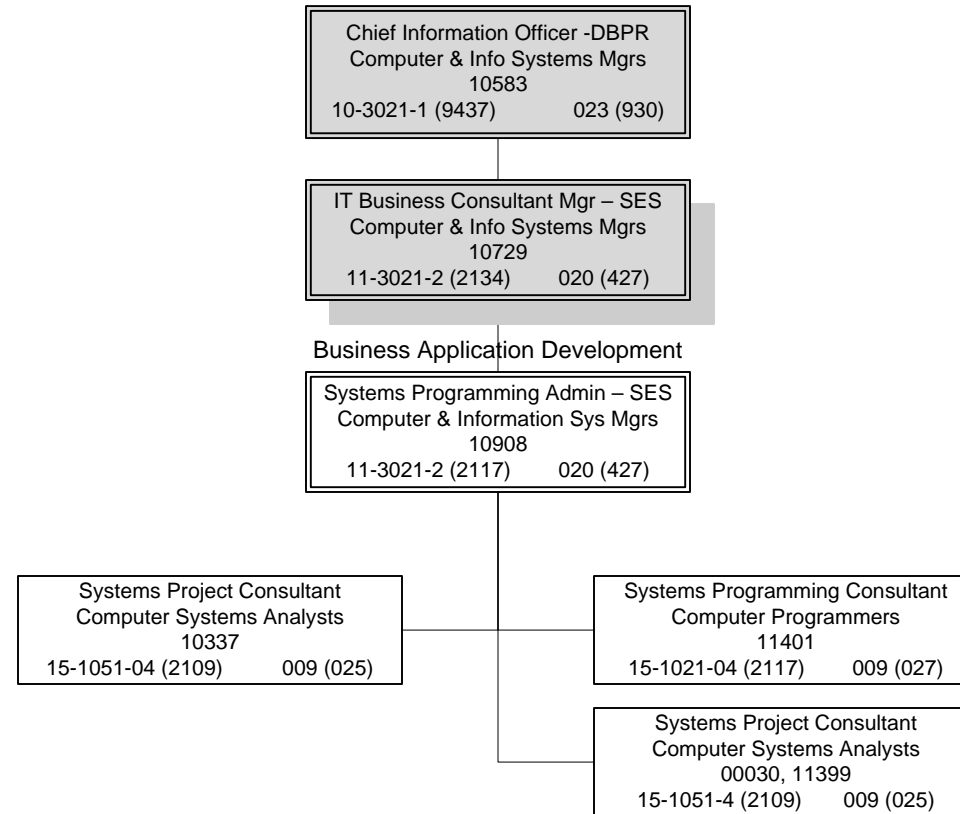 Chief Information Officer -DBPR
Computer & Info Systems Mgrs
10583
10-3021-1 (9437) 023 (930)
IT Business Consultant Mgr – SES
Computer & Info Systems Mgrs
10729
11-3021-2 (2134) 020 (427)
Business Application Development
Systems Programming Admin – SES
Computer & Information Sys Mgrs
10908
11-3021-2 (2117) 020 (427)
Systems Project Consultant
Computer Systems Analysts
10337
15-1051-04 (2109) 009 (025)
Systems Programming Consultant
Computer Programmers
11401
15-1021-04 (2117) 009 (027)
Systems Project Consultant
Computer Systems Analysts
00030, 11399
15-1051-4 (2109) 009 (025)